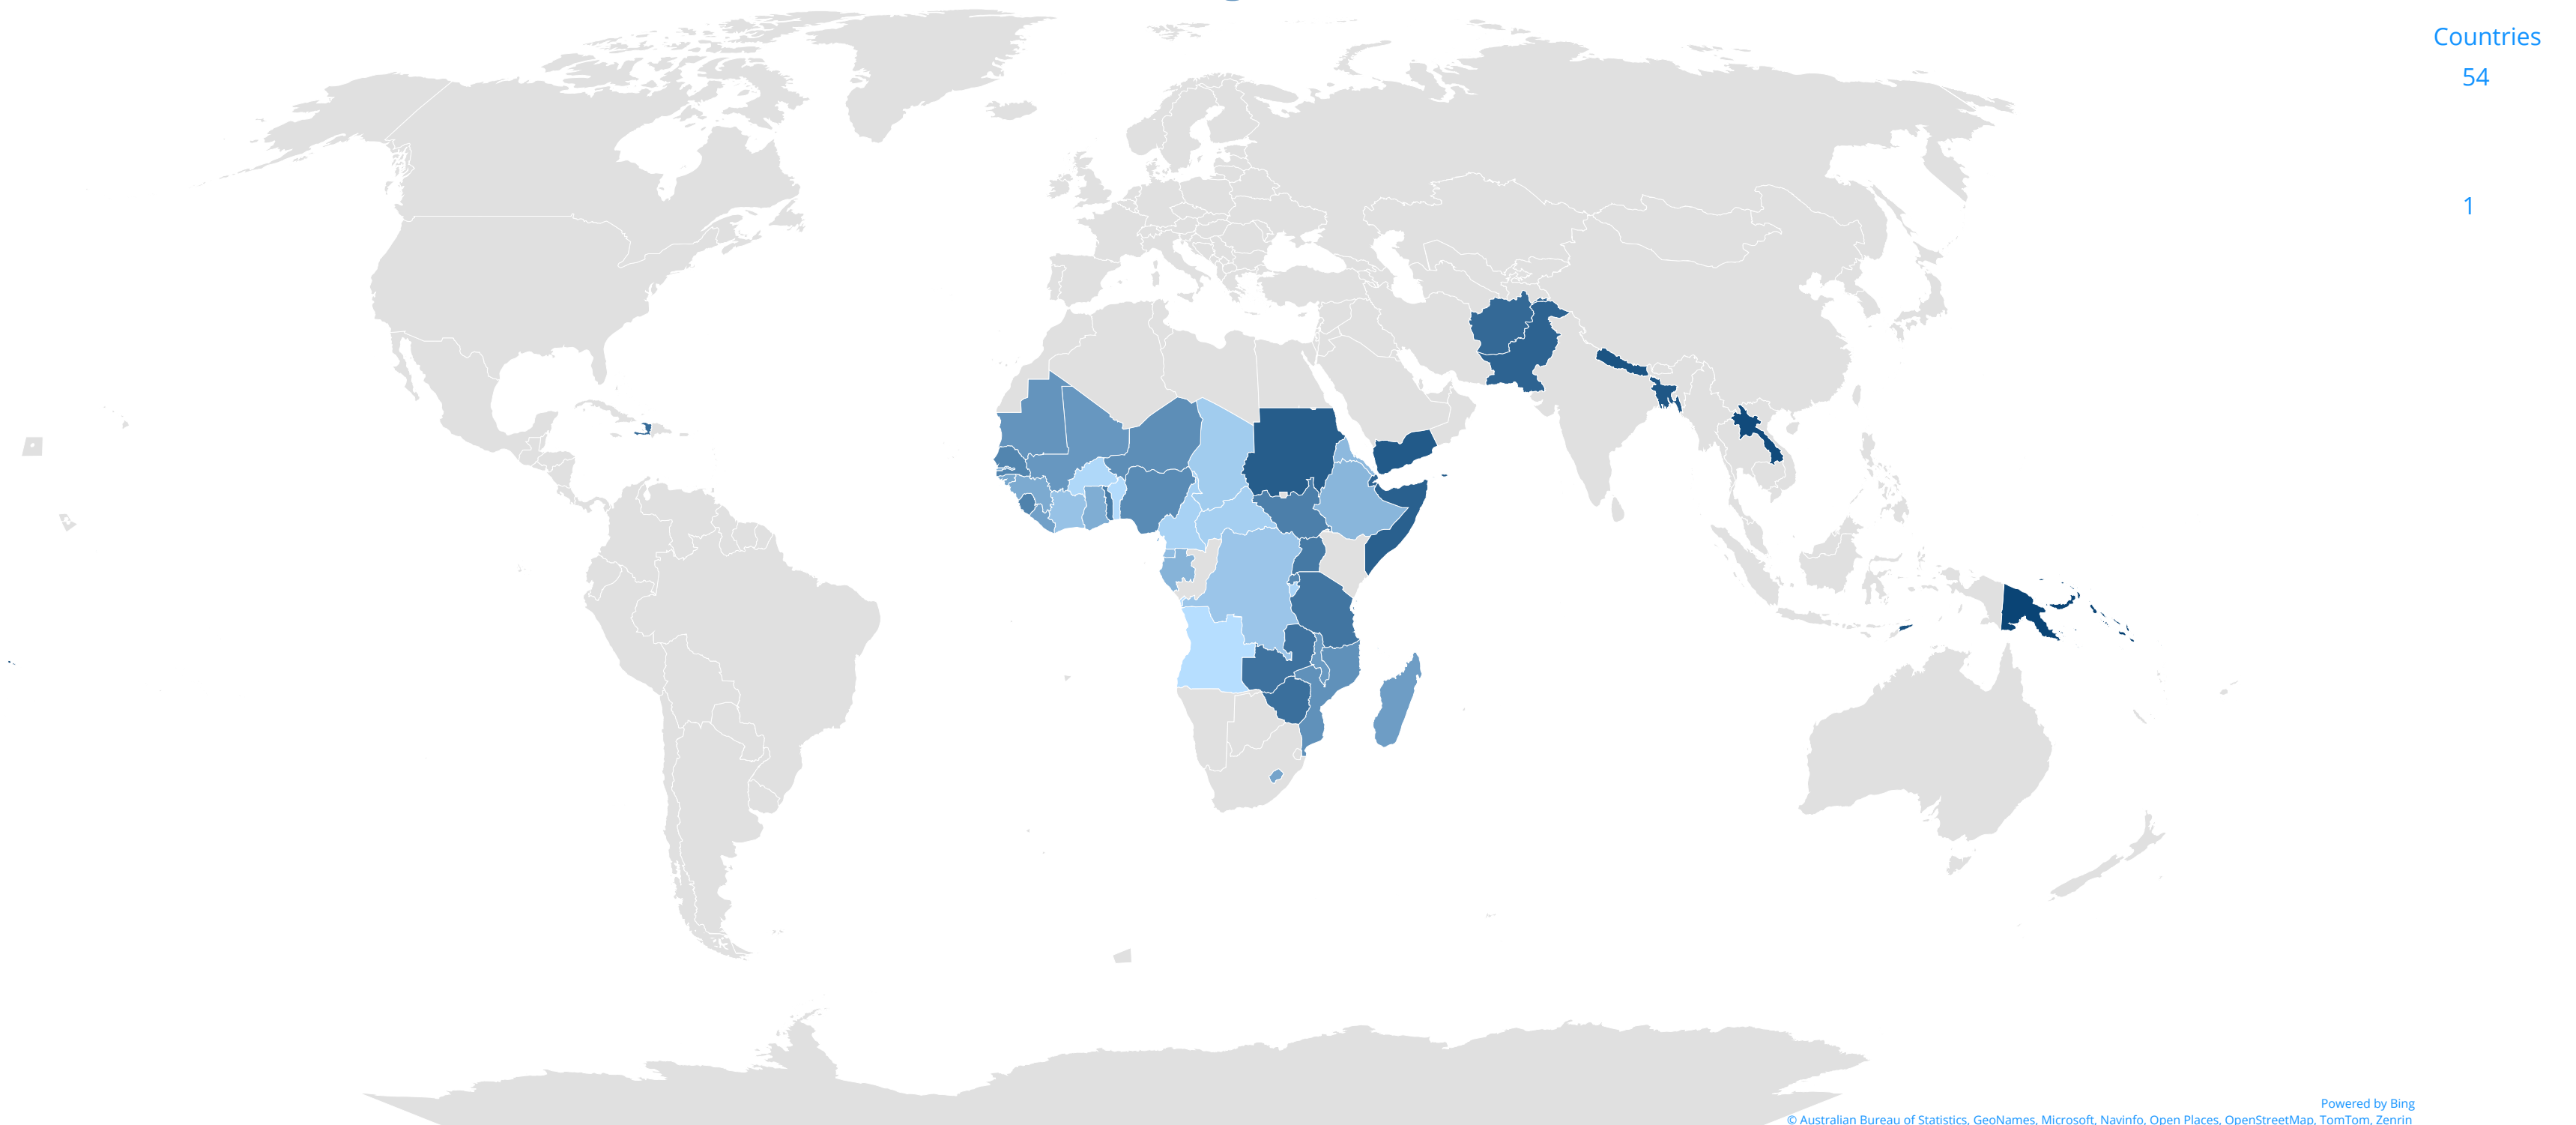 Countries
54
1
Powered by Bing
© Australian Bureau of Statistics, GeoNames, Microsoft, Navinfo, Open Places, OpenStreetMap, TomTom, Zenrin